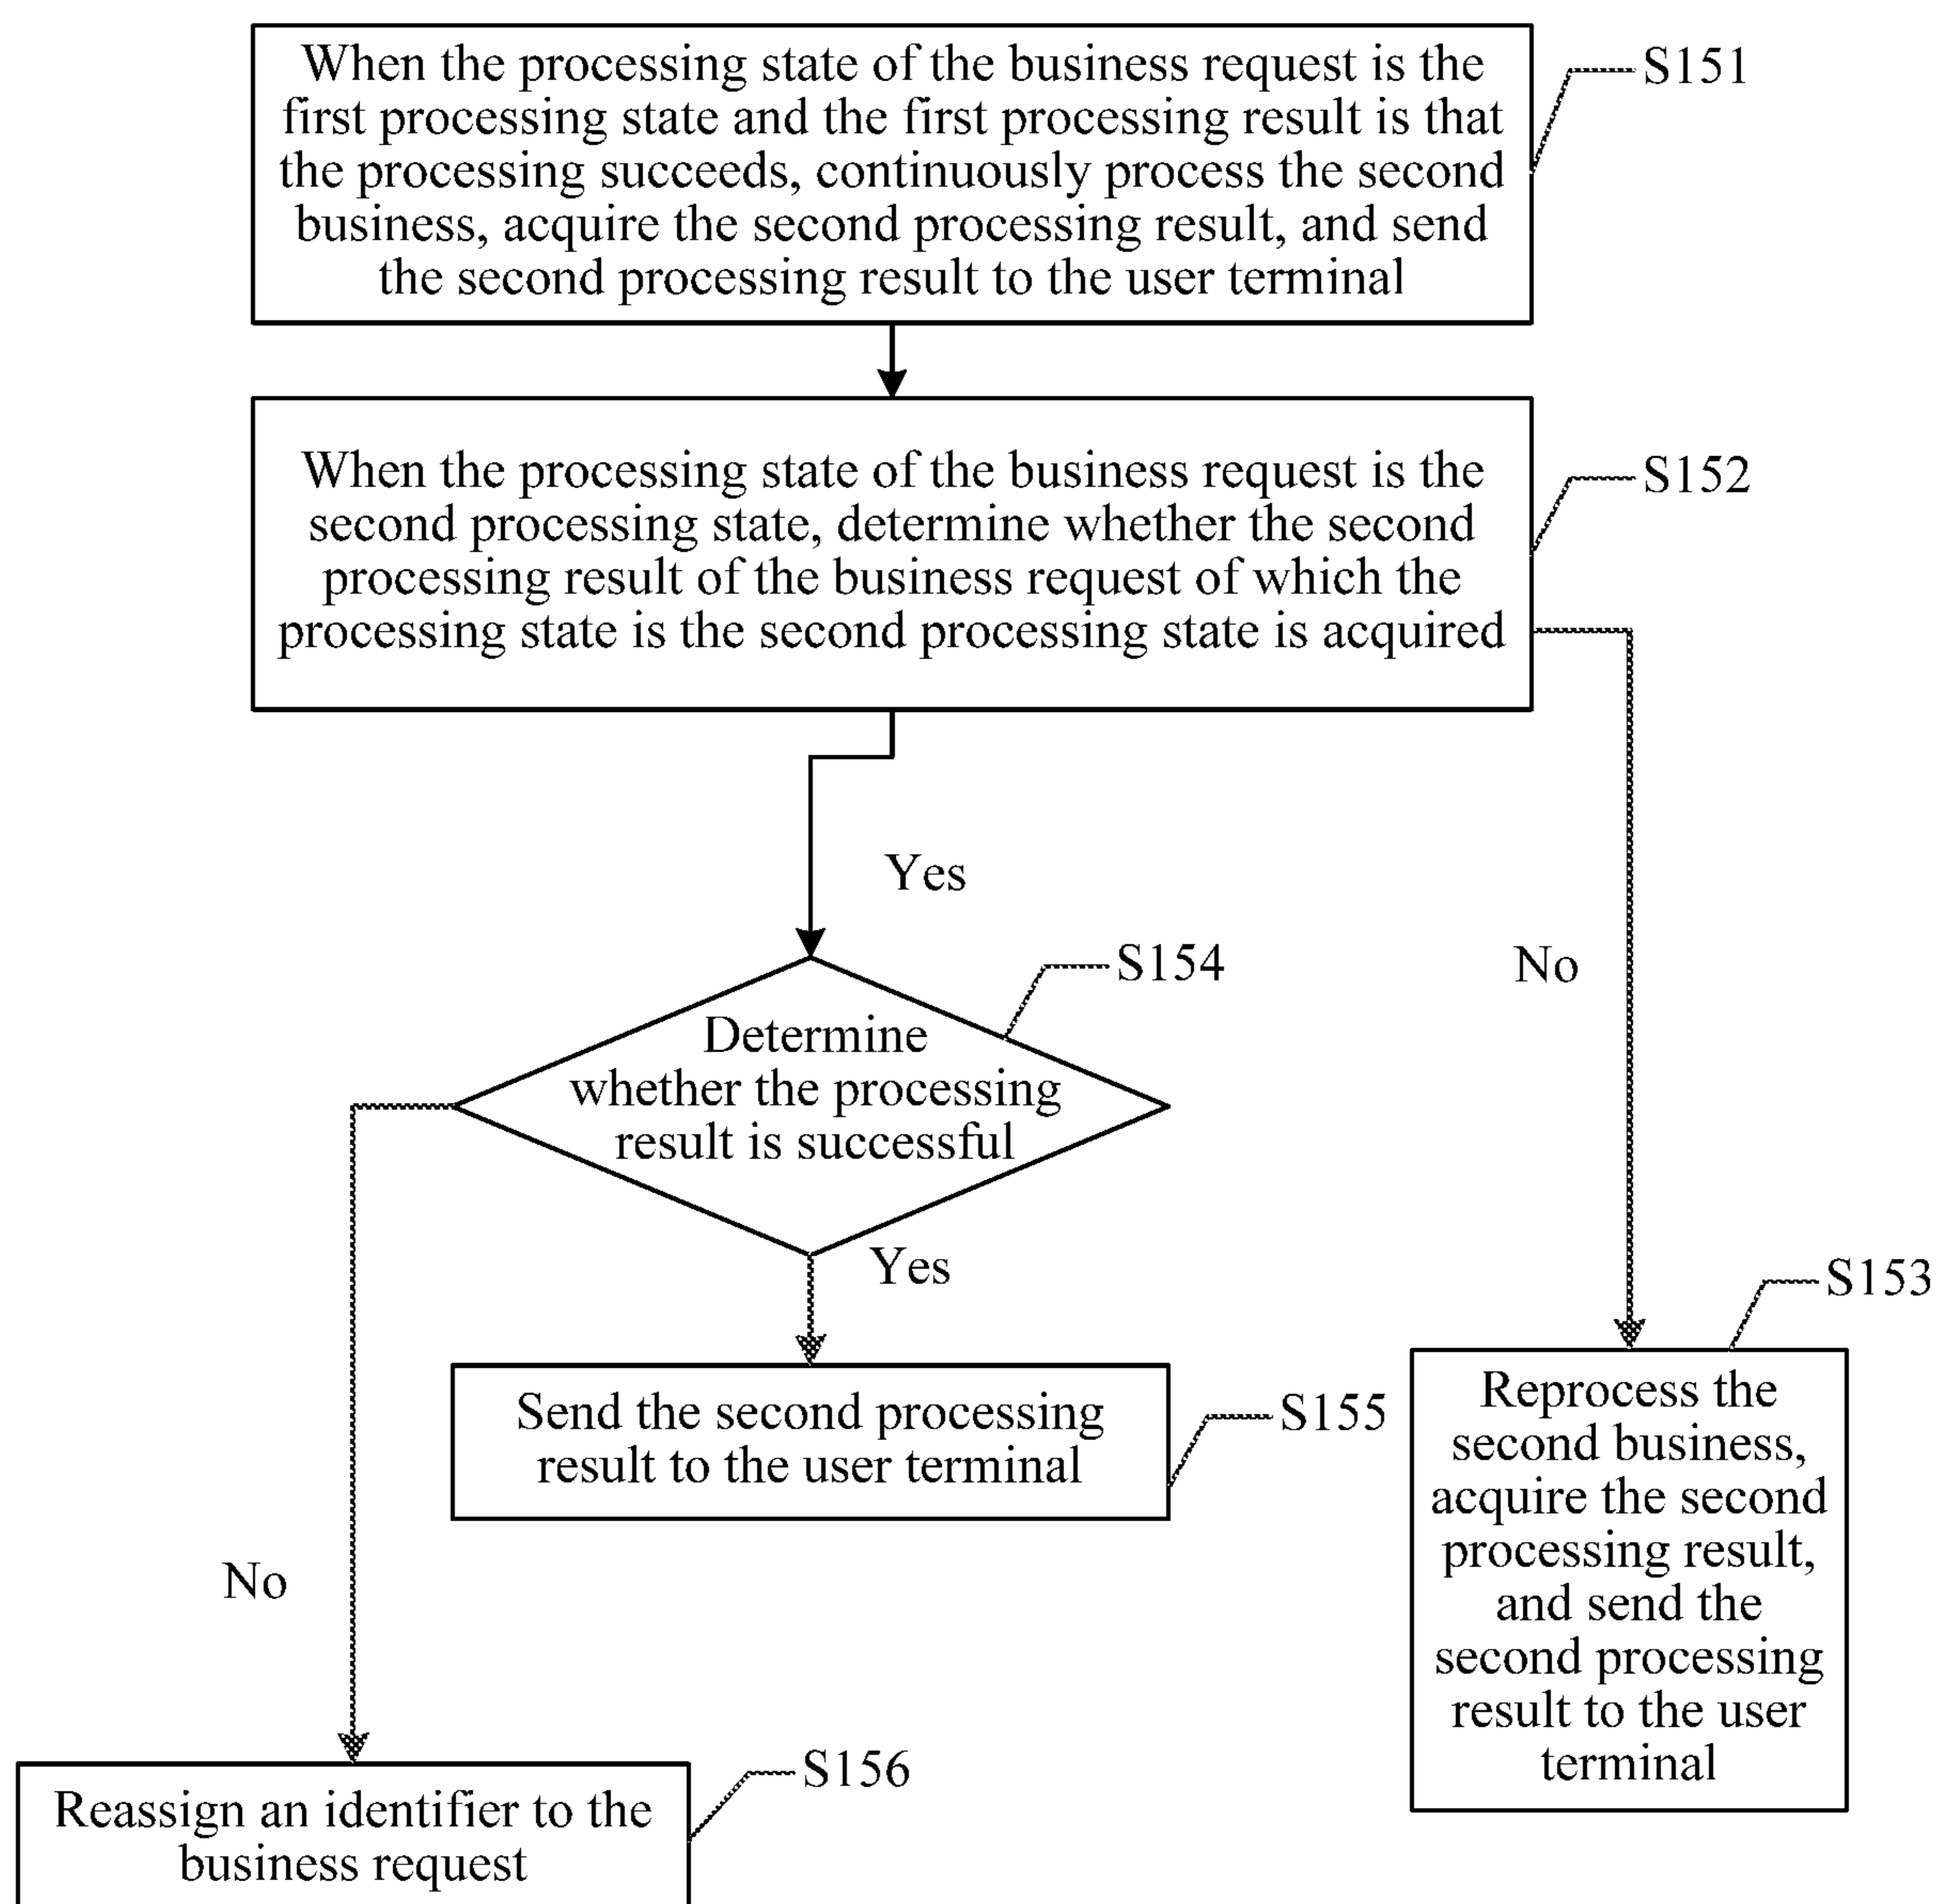 When the processing state of the business request is the
first processing state and the first processing result is that
the processing succeeds, continuously process the second
business, acquire the second processing result, and send
the second processing result to the user terminal
S151
When the processing state of the business request is the
second processing state, determine whether the second
processing result of the business request of which the
processing state is the second processing state is acquired
S152
Yes
No
S154
Determine
whether the processing
result is successful
Yes
S153
Send the second processing
result to the user terminal
S155
Reprocess the
second business,
acquire the second
processing result,
and send the
second processing
result to the user
terminal
No
S156
Reassign an identifier to the
business request